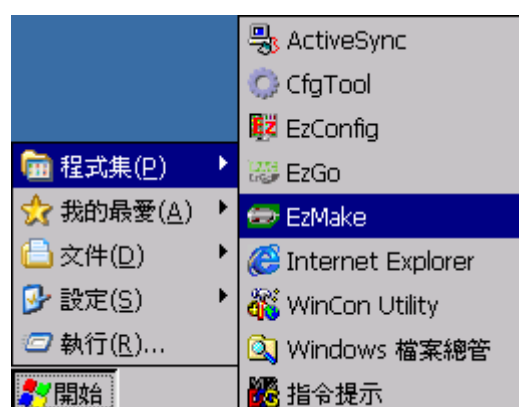 程式集(P)
我的最愛(A)
文件(D)
設定(S)
執行(R)...
開始
ActiveSync
CfgTool
EzConfig
EzGo
EzMake
Internet Explorer
WinCon Utility
Windows 檔案總管
指令提示